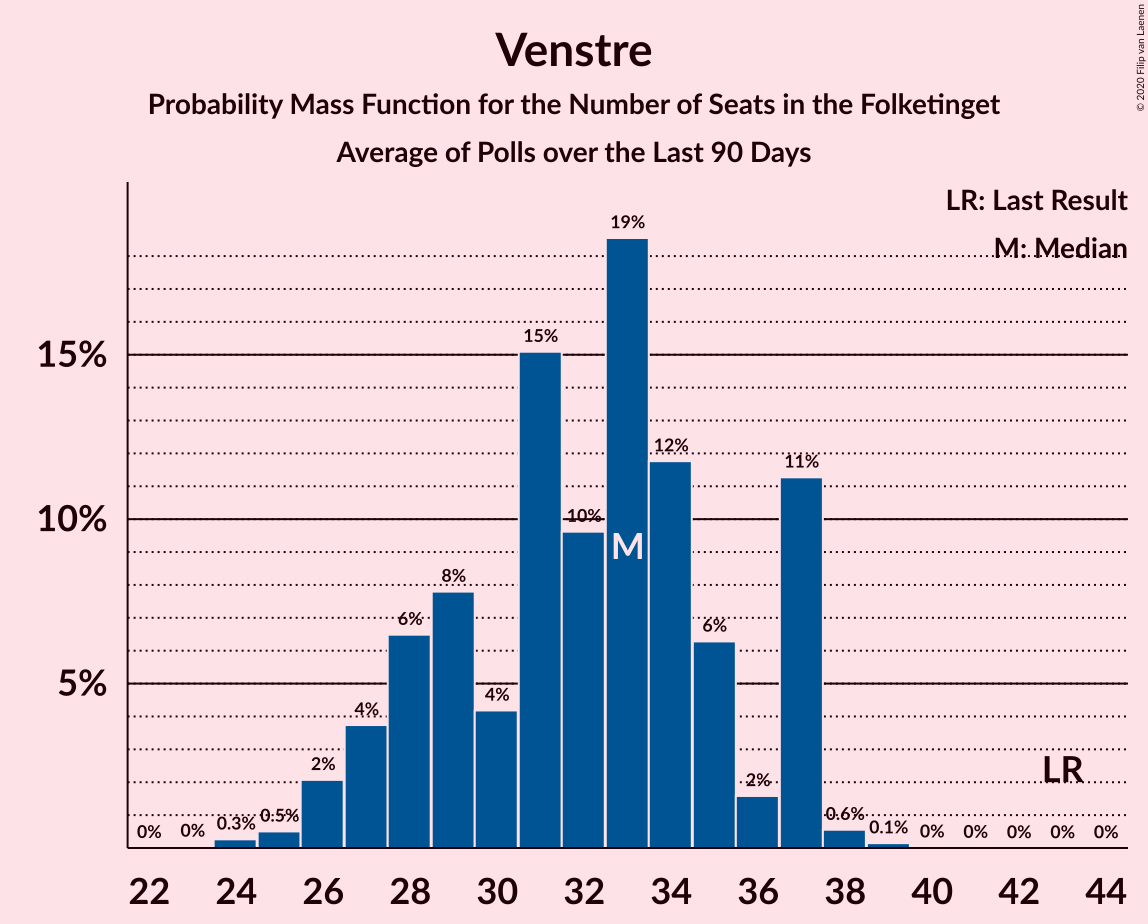 Venstre
Probability Mass Function for the Number of Seats in the Folketinget
Average of Polls over the Last 90 Days
© 2020 Filip van Laenen
LR: Last Result
M: Median
15%
10%
5%
0%
0%
0.3%
0.5%
2%
4%
6%
8%
4%
15%
10%
19%
12%
6%
2%
11%
0.6%
0.1%
0%
0%
0%
0%
0%
M
LR
22 24 26 28 30 32 34 36 38 40 42 44